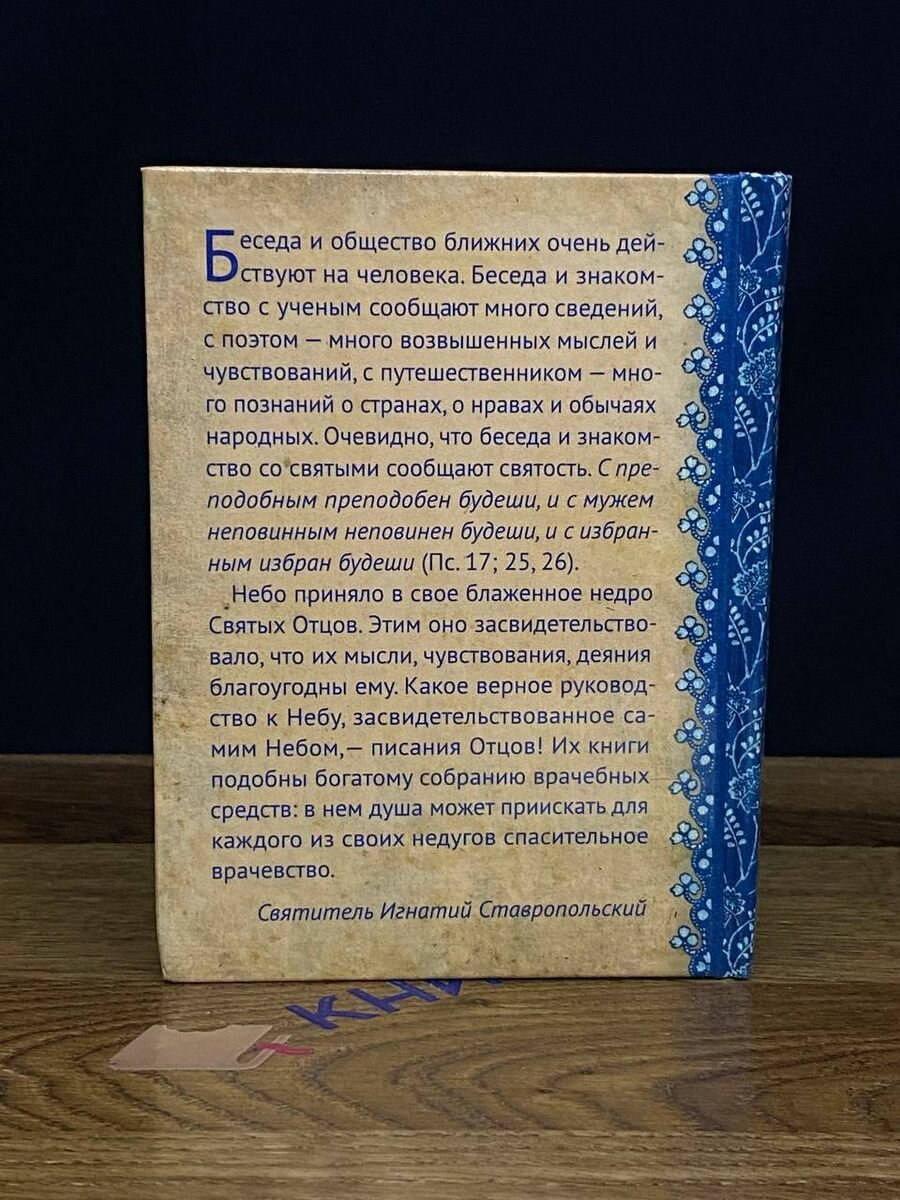 Беседа и общество ближних очень дей-
ствуют на человека. Беседа и знаком-
ство с ученым сообщают много сведений,
с поэтом — много возвышенных мыслей и
чувствований, с путешественником — мно-
го познаний о странах, о нравах и обычаях
народных. Очевидно, что беседа и знаком-
ство со святыми сообщают святость. С пре-
подобным преподобен будеши, и с мужем
неповинным неповинен будеши, и с избран-
ным избран будеши (Пс. 17; 25, 26).
Небо приняло в свое блаженное недро
Святых Отцов. Этим оно засвидетельство-
вало, что их мысли, чувствования, деяния
благоугодны ему. Какое верное руковод-
ство к Небу, засвидетельствованное са-
мим Небом,— писания Отцов! Их книги
подобны богатому собранию врачебных
средств: в нем душа может приискать для
каждого из своих недугов спасительное
врачевство.
Святитель Игнатий Ставропольский